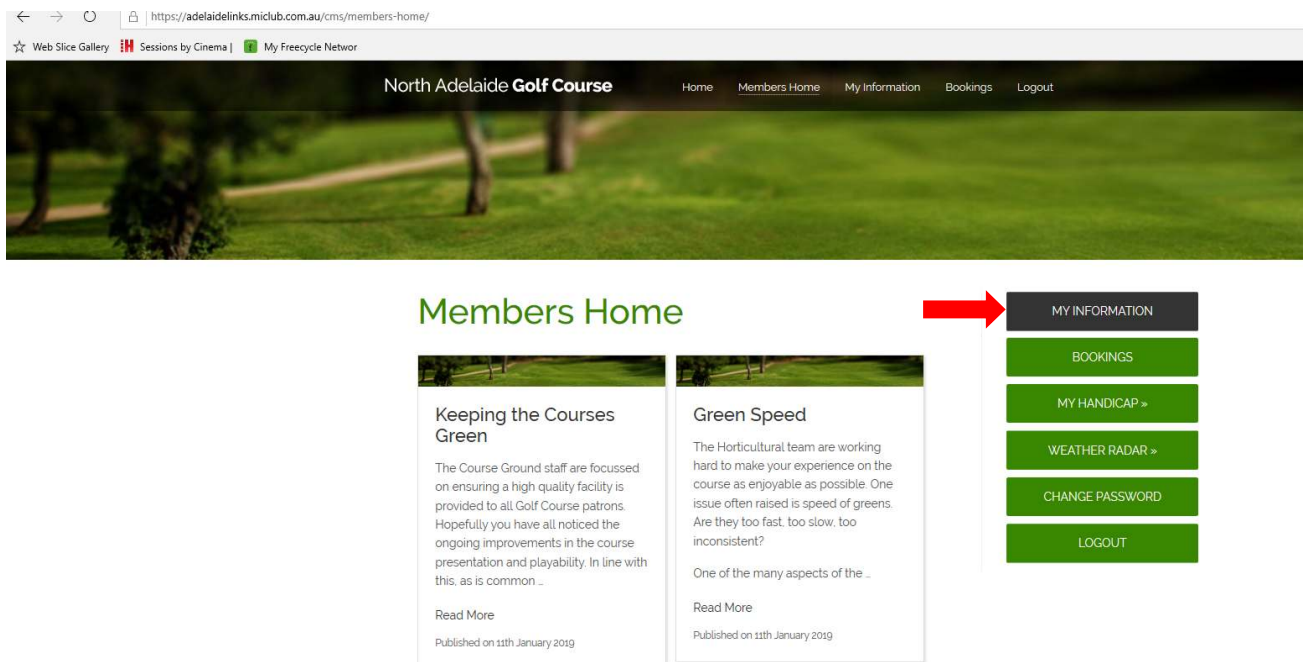 https://adelaidelinks.miclub.com.au/cms/members-home/
Web Slice Gallery Sessions by Cinema | My Freecycle Networ
North Adelaide Golf Course Home Members Home My Information Bookings Logout
Members Home
MY INFORMATION
BOOKINGS
MY HANDICAP »
WEATHER RADAR »
CHANGE PASSWORD
LOGOUT
Keeping the Courses
Green
The Course Ground staff are focussed
on ensuring a high quality facility is
provided to all Golf Course patrons.
Hopefully you have all noticed the
ongoing improvements in the course
presentation and playability. In line with
this, as is common ...
Read More
Published on 11th January 2019
Green Speed
The Horticultural team are working
hard to make your experience on the
course as enjoyable as possible. One
issue often raised is speed of greens.
Are they too fast, too slow, too
inconsistent?
One of the many aspects of the ...
Read More
Published on 11th January 2019